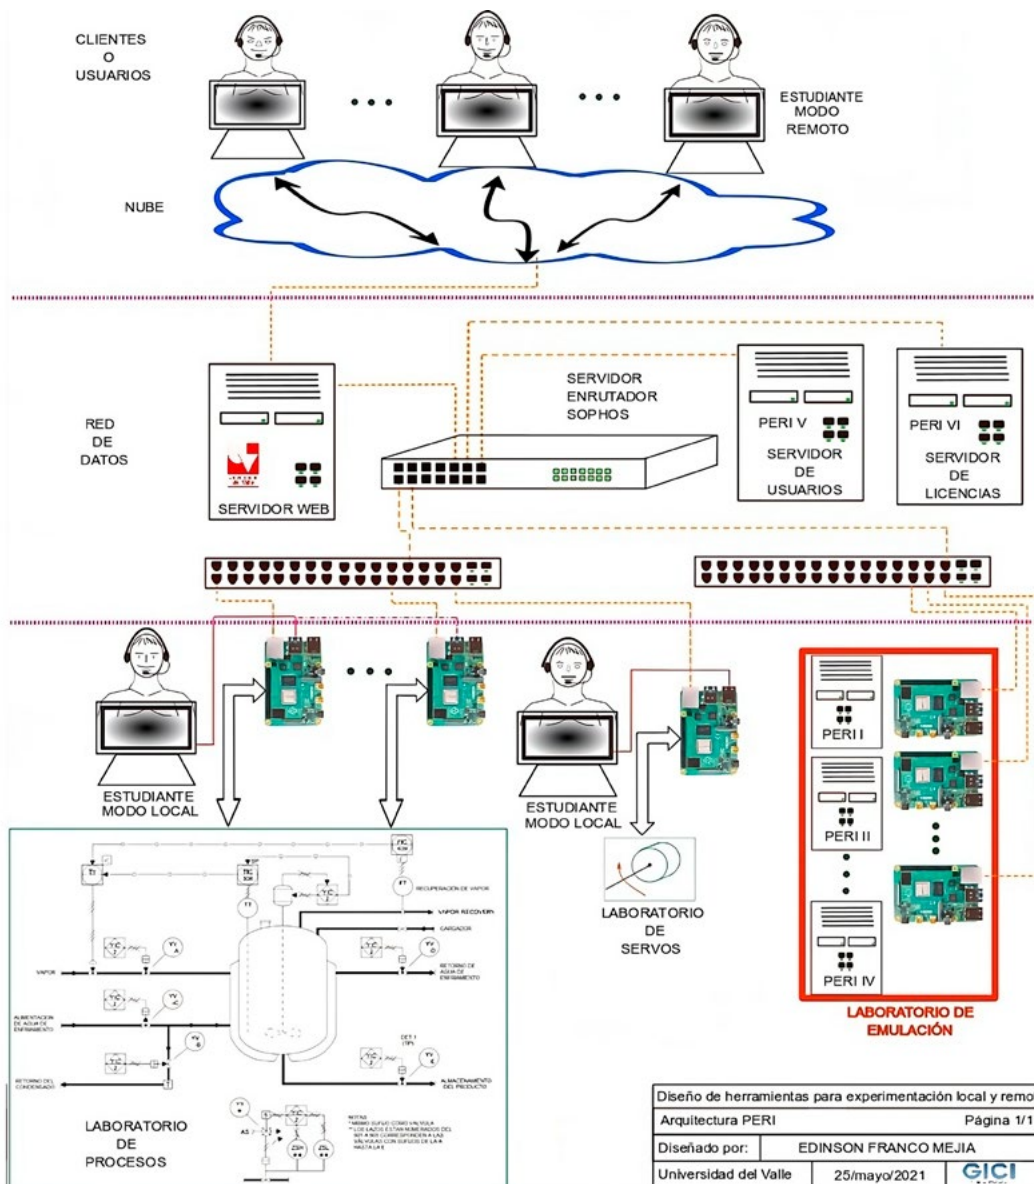 CLIENTES
O
USUARIOS
ESTUDIANTE
MODO
REMOTO
NUBE
RED
DE
DATOS
SERVIDOR WEB
SERVIDOR
ENRUTADOR
SOPHOS
PERI V
SERVIDOR
DE
USUARIOS
PERI VI
SERVIDOR
DE
LICENCIAS
ESTUDIANTE
MODO LOCAL
ESTUDIANTE
MODO LOCAL
LABORATORIO
DE
SERVOS
PERI I
PERI II
PERI IV
LABORATORIO DE
EMULACIÓN
RECUPERACIÓN DE VAPOR
VAPOR RECOVERY
CARGADOR
VAPOR
RETORNO DE
AGUA DE
ENFRIAMIENTO
ALIMENTACION
DE AGUA DE
ENFRIAMIENTO
RETORNO DEL
CONDENSADO
ALMACENAMIENTO
DEL PRODUCTO
LABORATORIO
DE
PROCESOS
Diseño de herramientas para experimentación local y remo
Arquitectura PERI
Página 1/1
Diseñado por:
EDINSON FRANCO MEJIA
Universidad del Valle
25/mayo/2021
GICI